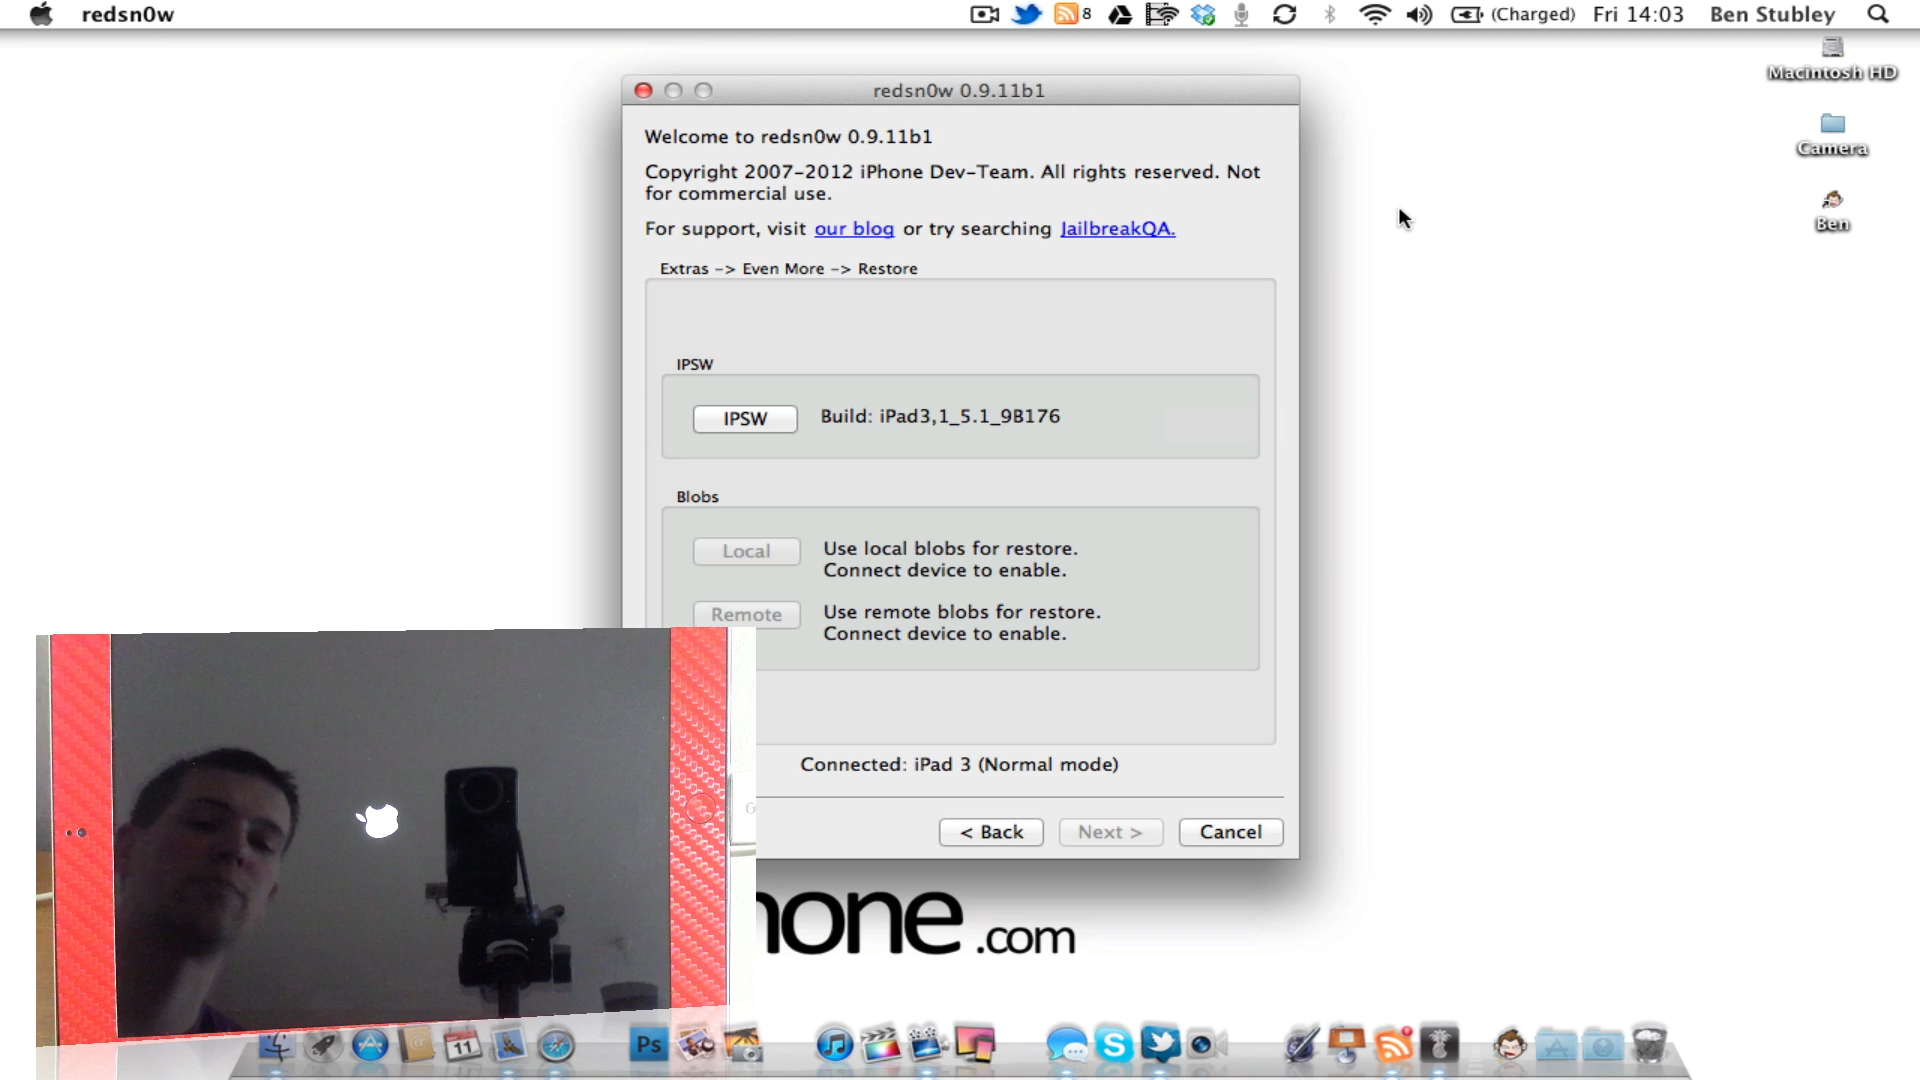 redsn0w
8
(Charged)
Fri 14:03
Ben Stubley
Macintosh HD
Camera
Ben
redsn0w 0.9.11b1
Welcome to redsn0w 0.9.11b1
Copyright 2007-2012 iPhone Dev-Team. All rights reserved. Not
for commercial use.
For support, visit our blog or try searching JailbreakQA.
Extras -> Even More -> Restore
IPSW
IPSW
Build: iPad3,1_5.1_9B176
Blobs
Local
Use local blobs for restore.
Connect device to enable.
Remote
Use remote blobs for restore.
Connect device to enable.
Connected: iPad 3 (Normal mode)
< Back
Next >
Cancel
hone.com
11
Ps